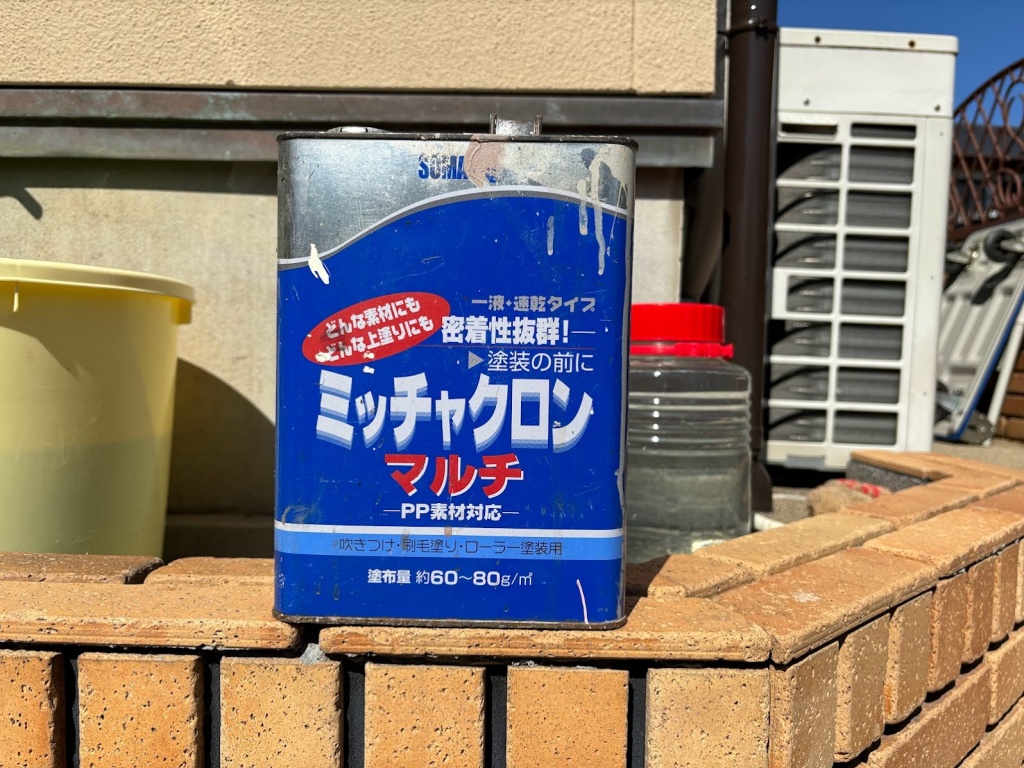 SOMA
どんな素材にも
どんな上塗りにも
一液・速乾タイプ
密着性抜群!
▶塗装の前に
ミッチャクロン
マルチ
PP素材対応
吹きつけ・刷毛塗り・ローラー塗装用
塗布量 約60〜80g/㎡